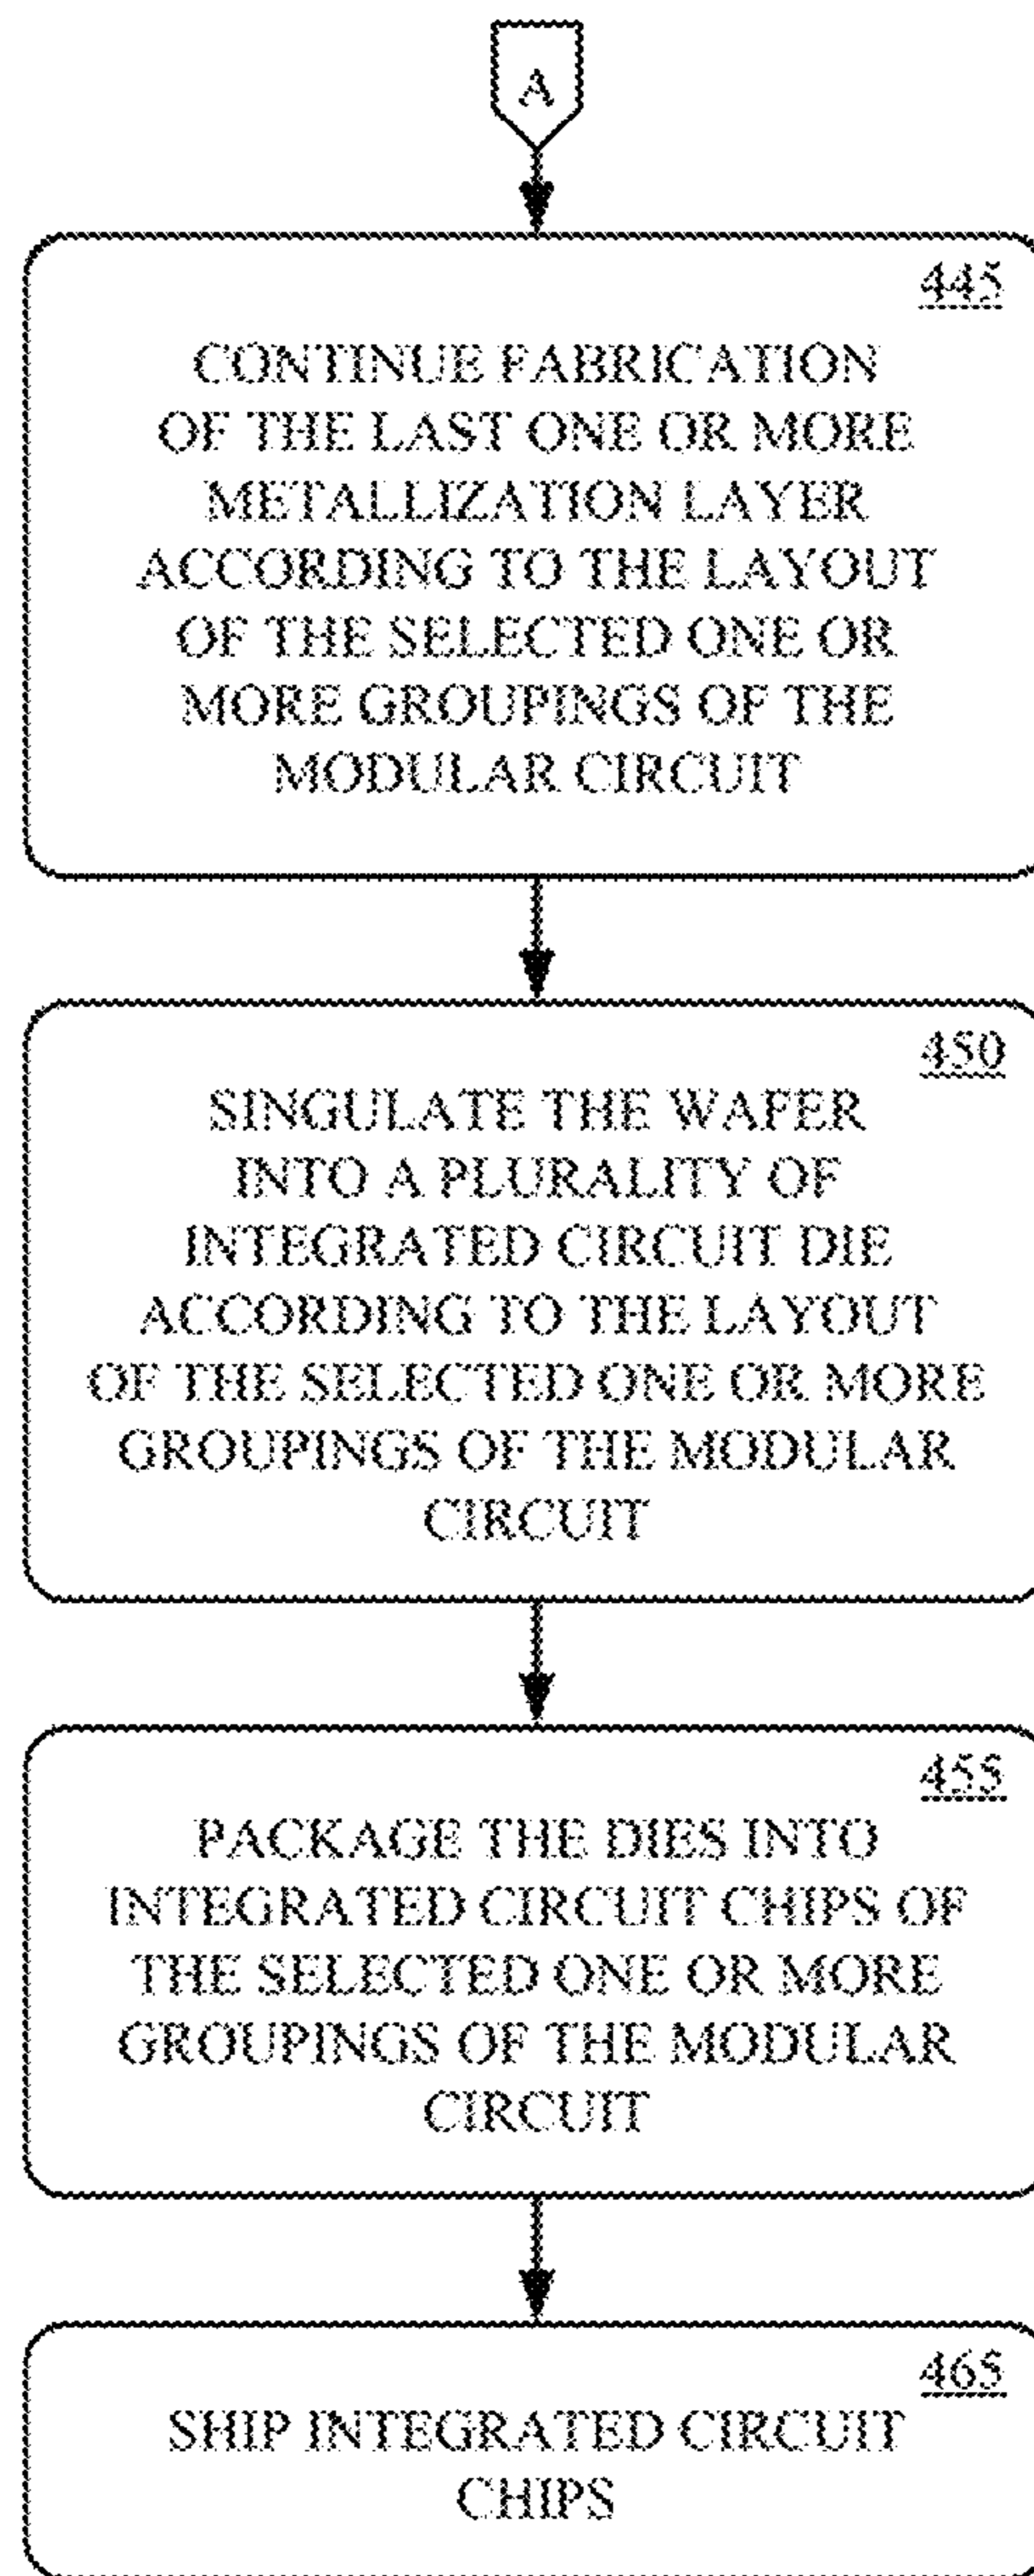 A
445
CONTINUE FABRICATION
OF THE LAST ONE OR MORE
METALLIZATION LAYER
ACCORDING TO THE LAYOUT
OF THE SELECTED ONE OR
MORE GROUPINGS OF THE
MODULAR CIRCUIT
450
SINGULATE THE WAFER
INTO A PLURALITY OF
INTEGRATED CIRCUIT DIE
ACCORDING TO THE LAYOUT
OF THE SELECTED ONE OR MORE
GROUPINGS OF THE MODULAR
CIRCUIT
455
PACKAGE THE DIES INTO
INTEGRATED CIRCUIT CHIPS OF
THE SELECTED ONE OR MORE
GROUPINGS OF THE MODULAR
CIRCUIT
465
SHIP INTEGRATED CIRCUIT
CHIPS